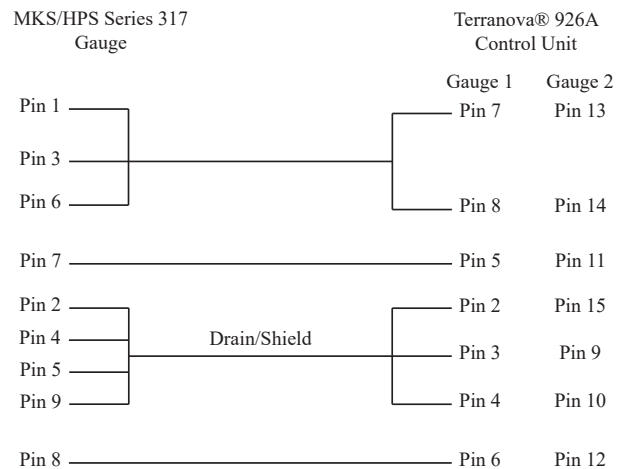 MKS/HPS Series 317
Gauge
Terranova® 926A
Control Unit
Gauge 1 Gauge 2
Pin 1
Pin 7 Pin 13
Pin 3
Pin 6
Pin 8 Pin 14
Pin 7
Pin 5 Pin 11
Pin 2
Pin 2 Pin 15
Pin 4
Drain/Shield
Pin 3 Pin 9
Pin 5
Pin 9
Pin 4 Pin 10
Pin 8
Pin 6 Pin 12